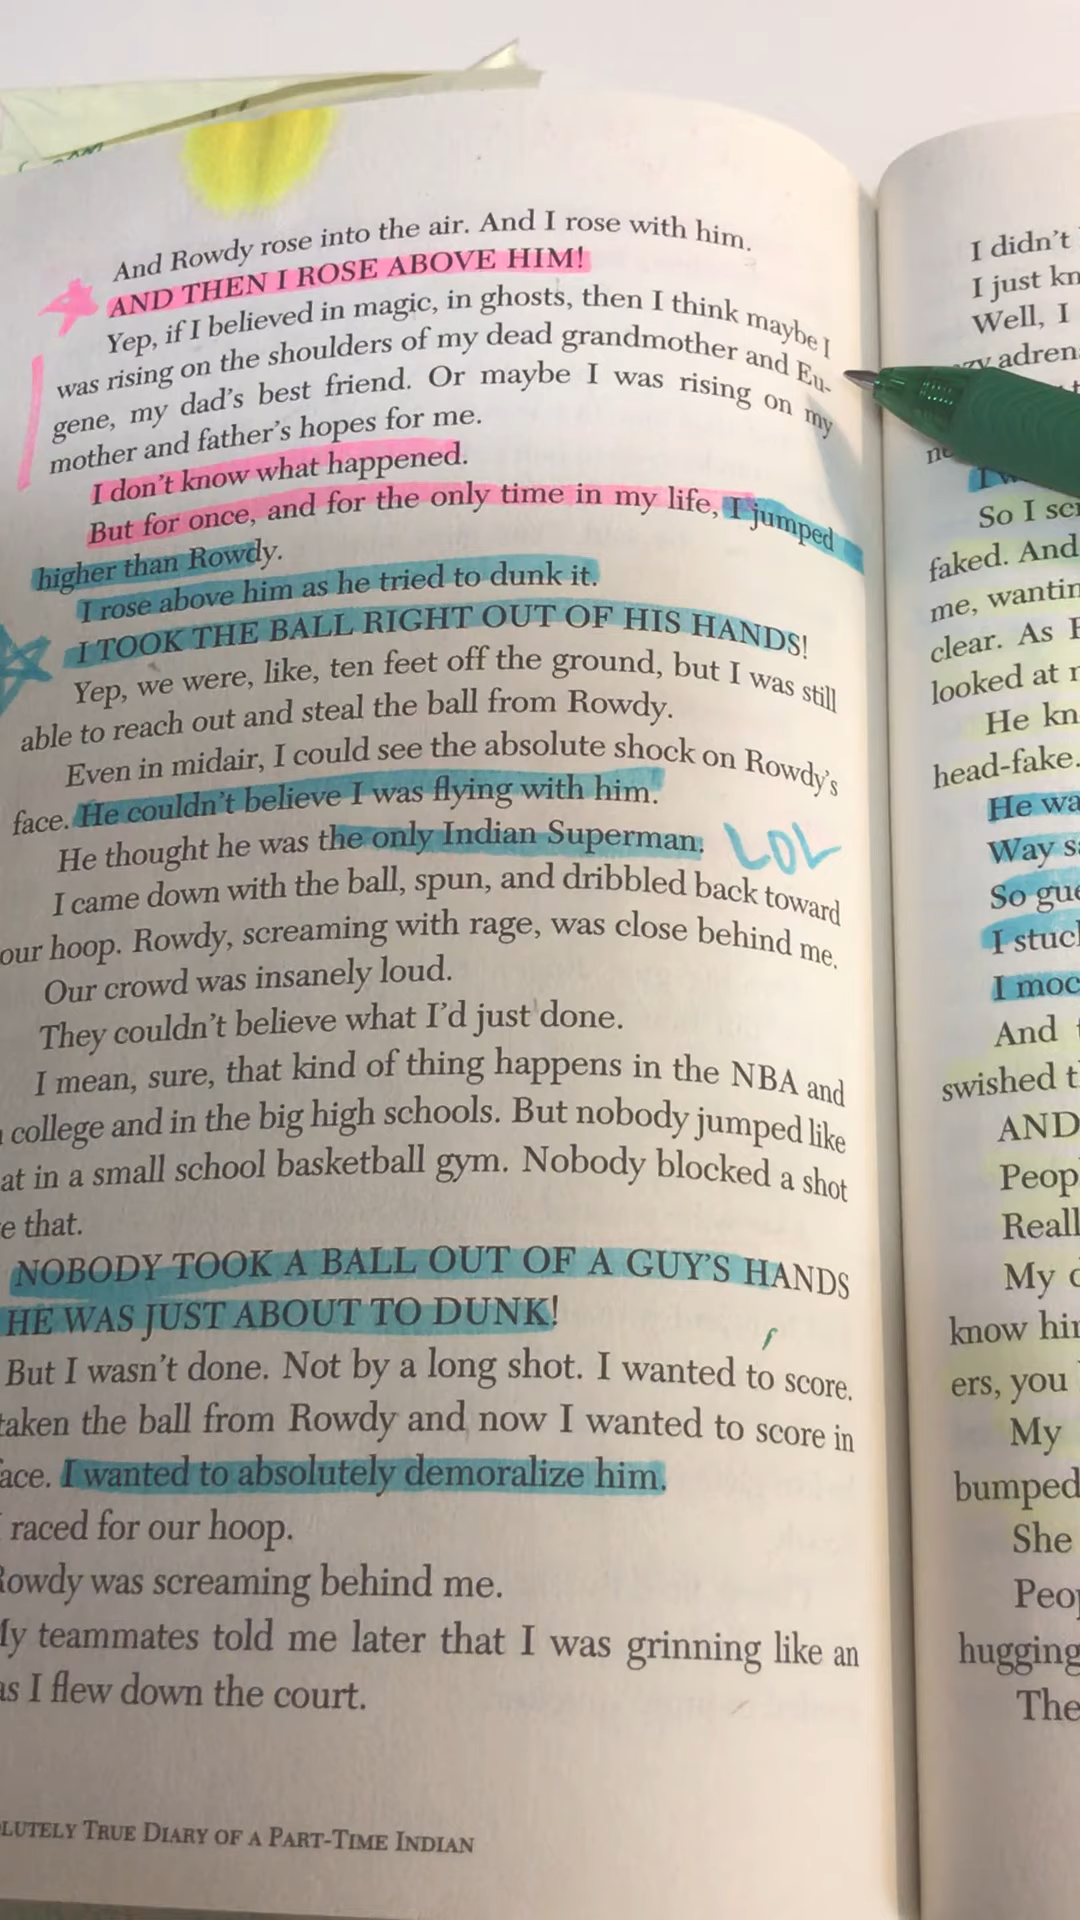 And Rowdy rose into the air. And I rose with him.
AND THEN I ROSE ABOVE HIM!
Yep, if I believed in magic, in ghosts, then I think maybe I
was rising on the shoulders of my dead grandmother and Eu-
gene, my dad's best friend. Or maybe I was rising on my
mother and father's hopes for me.
I don't know what happened.
But for once, and for the only time in my life, I jumped
higher than Rowdy.
I rose above him as he tried to dunk it.
I TOOK THE BALL RIGHT OUT OF HIS HANDS!
Yep, we were, like, ten feet off the ground, but I was still
able to reach out and steal the ball from Rowdy.
Even in midair, I could see the absolute shock on Rowdy's
face. He couldn't believe I was flying with him.
He thought he was the only Indian Superman. LOL
I came down with the ball, spun, and dribbled back toward
our hoop. Rowdy, screaming with rage, was close behind me.
Our crowd was insanely loud.
They couldn't believe what I'd just done.
I mean, sure, that kind of thing happens in the NBA and
college and in the big high schools. But nobody jumped like
at in a small school basketball gym. Nobody blocked a shot
e that.
NOBODY TOOK A BALL OUT OF A GUY'S HANDS
HE WAS JUST ABOUT TO DUNK!
But I wasn't done. Not by a long shot. I wanted to score.
taken the ball from Rowdy and now I wanted to score in
face. I wanted to absolutely demoralize him.
raced for our hoop.
Rowdy was screaming behind me.
My teammates told me later that I was grinning like an
as I flew down the court.
LUTELY TRUE DIARY OF A PART-TIME INDIAN
I didn't
I just kn
Well, I
zy adren
So I scr
faked. And
me, wantin
clear. As
looked at
He kn
head-fake.
He wa
Way s
So gue
I stuc
I moc
And
swished t
AND
Peop
Reall
My
know hi
ers, you
My
bumped
She
Peop
hugging
The